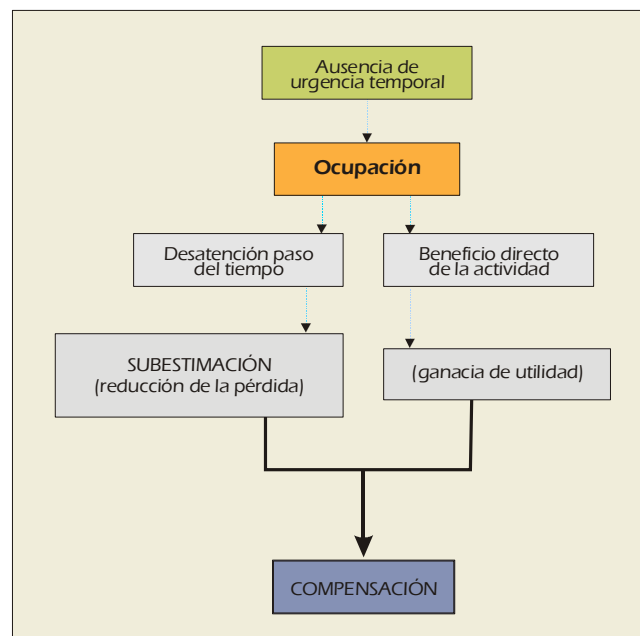 Ausencia de
urgencia temporal
Ocupación
Desatención paso
del tiempo
Beneficio directo
de la actividad
SUBESTIMACIÓN
(reducción de la pérdida)
(ganacia de utilidad)
COMPENSACIÓN